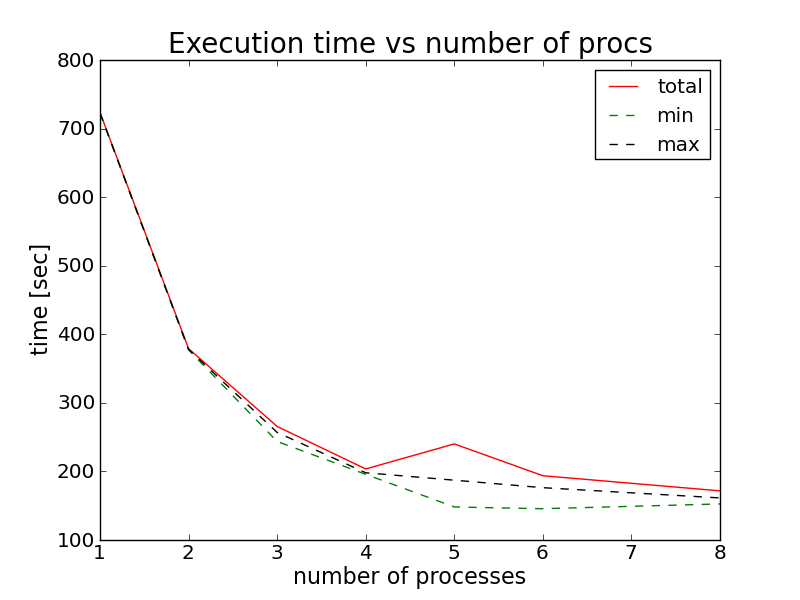 Execution time vs number of procs
800
700
600
500
400
300
200
100
time [sec]
total
min
max
1 2 3 4 5 6 7 8
number of processes